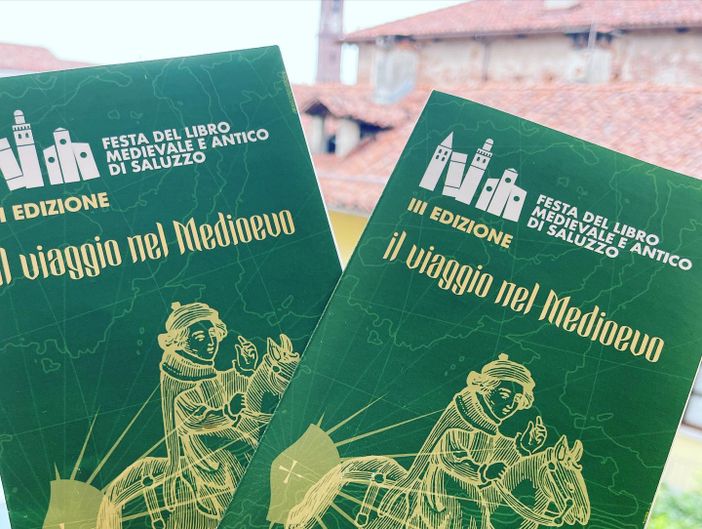 FESTA DEL LIBRO
MEDIEVALE E ANTICO
DI SALUZZO
I EDIZIONE
il viaggio nel Medioevo
FESTA DEL LIBRO
MEDIEVALE E ANTICO
DI SALUZZO
III EDIZIONE
il viaggio nel Medioevo